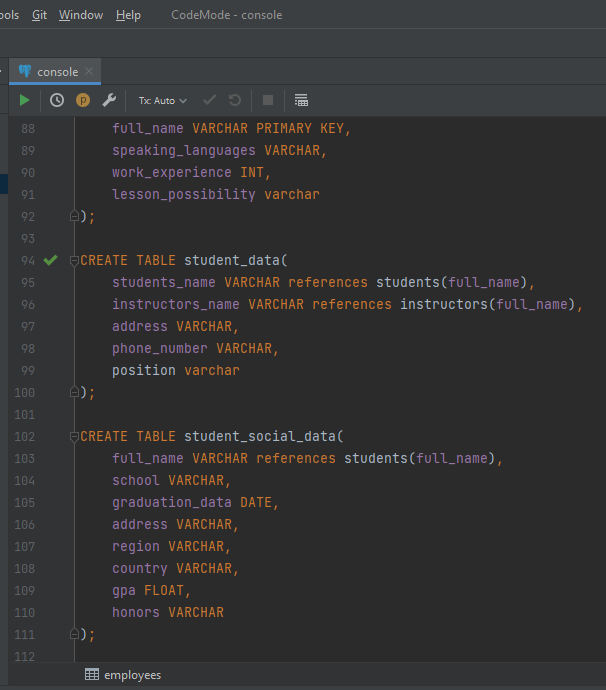 ools Git Window Help CodeMode - console
console
Tx: Auto
88 full_name VARCHAR PRIMARY KEY,
89 speaking_languages VARCHAR,
90 work_experience INT,
91 lesson_possibility varchar
92 );
93
94 CREATE TABLE student_data(
95 students_name VARCHAR references students(full_name),
96 instructors_name VARCHAR references instructors(full_name),
97 address VARCHAR,
98 phone_number VARCHAR,
99 position varchar
100 );
101
102 CREATE TABLE student_social_data(
103 full_name VARCHAR references students(full_name),
104 school VARCHAR,
105 graduation_data DATE,
106 address VARCHAR,
107 region VARCHAR,
108 country VARCHAR,
109 gpa FLOAT,
110 honors VARCHAR
111 );
112
employees